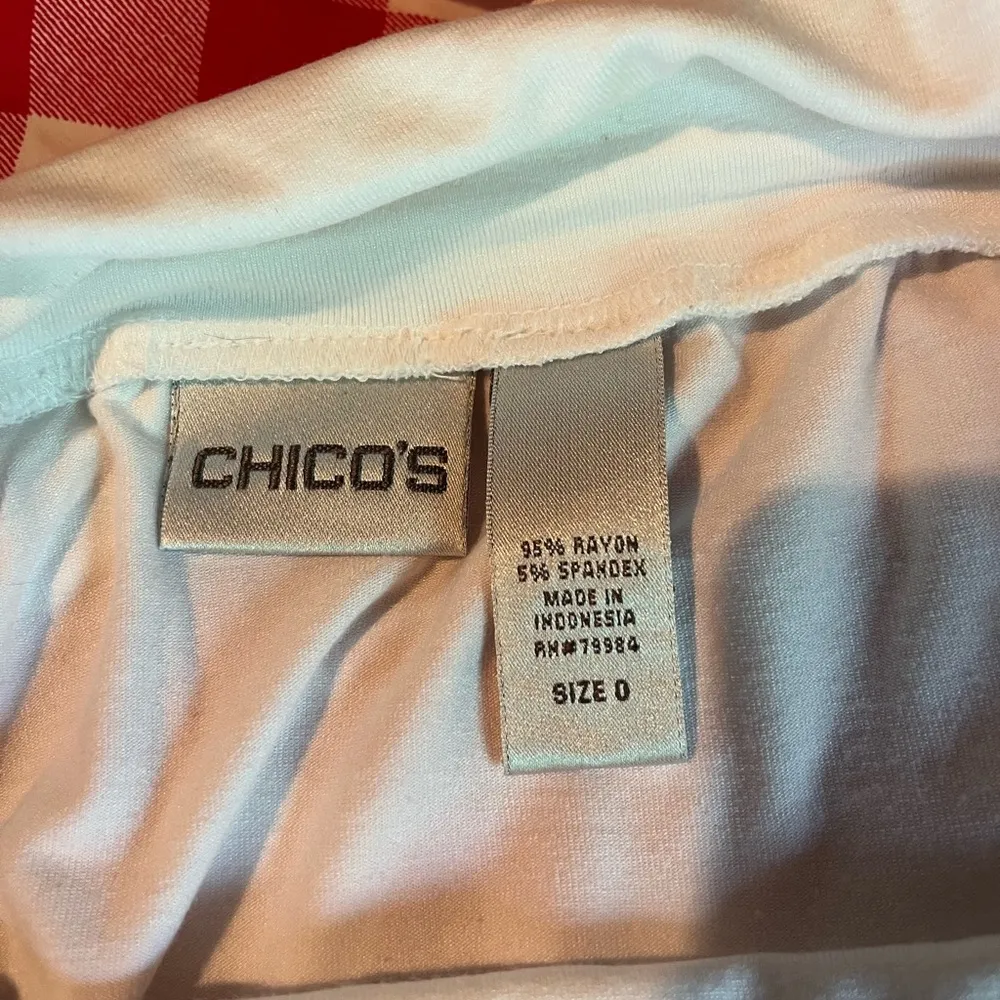 CHICO'S
95% RAYON
5% SPANDEX
MADE IN
INDONESIA
RN#79984
SIZE 0